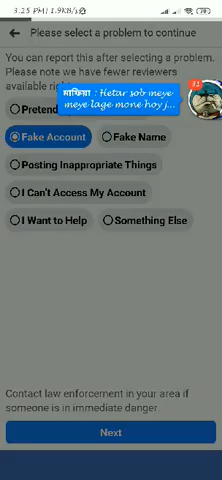 3.25 PM | 1.9KB/s
Please select a problem to continue
You can report this after selecting a problem.
Please note we have fewer reviewers
available right
মাফিয়া : Hetar sob meye
meye lage mone hoy j...
Pretend
Fake Account
Fake Name
Posting Inappropriate Things
I Can't Access My Account
I Want to Help
Something Else
Contact law enforcement in your area if
someone is in immediate danger.
Next